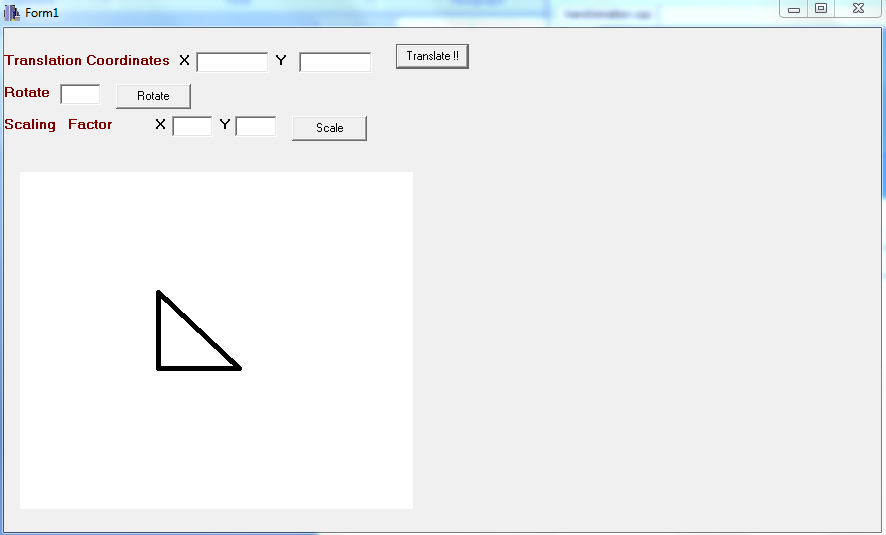 Form1
Translation Coordinates X Y Translate !!
Rotate Rotate
Scaling Factor X Y Scale